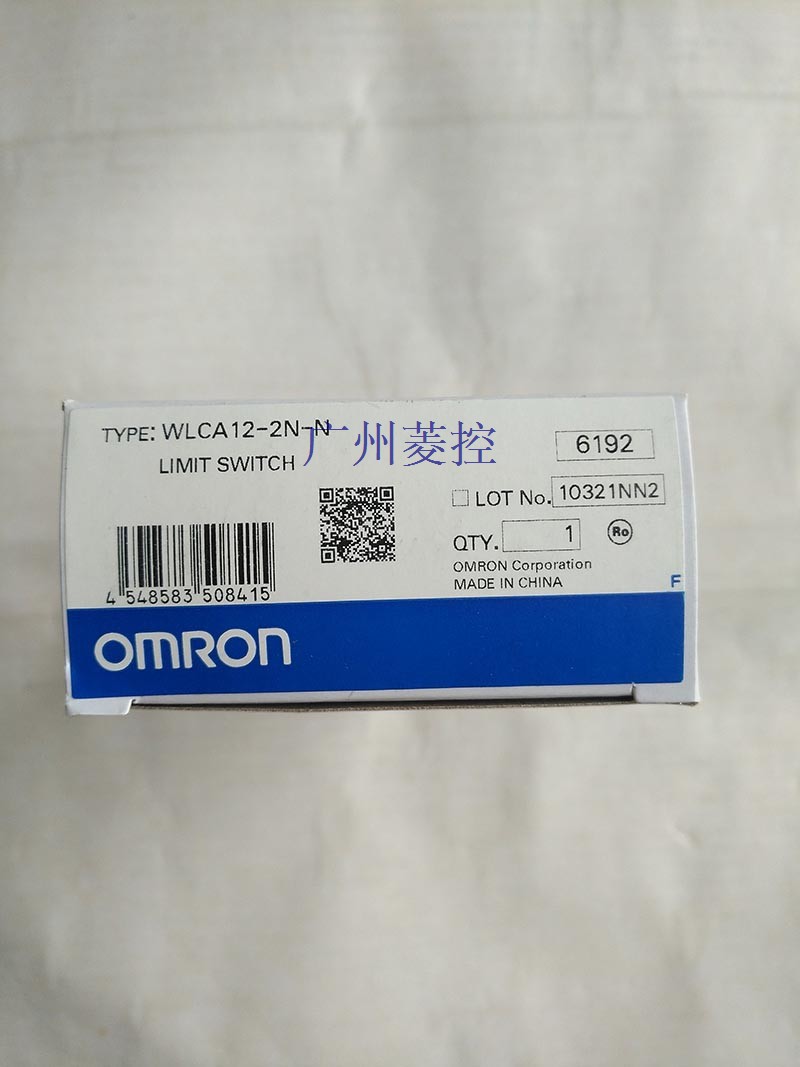 TYPE: WLCA12-2N-N
广州菱控
LIMIT SWITCH
6192
LOT No. 10321NN2
QTY. 1
Ro
OMRON Corporation
MADE IN CHINA
F
4 548583 508415
OMRON